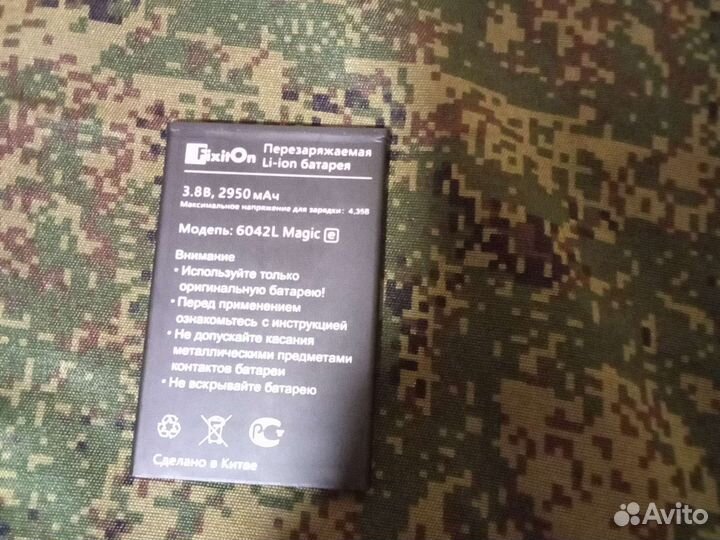 FixitOn
Перезаряжаемая
Li-ion батарея
3.8В, 2950 мАч
Максимальное напряжение для зарядки: 4,35В
Модель: 6042L Magic e
Внимание
• Используйте только
оригинальную батарею!
• Перед применением
ознакомьтесь с инструкцией
• Не допускайте касания
металлическими предметами
контактов батареи
• Не вскрывайте батарею
РС
Сделано в Китае
Avito